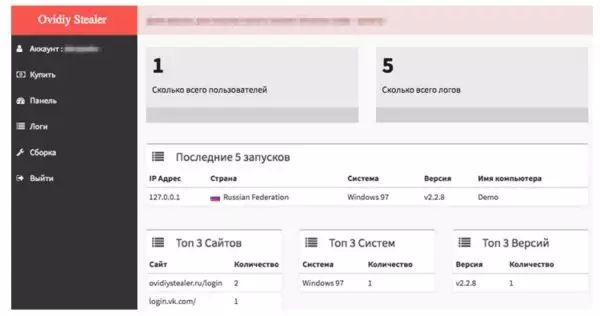 Ovidiy Stealer
Аккаунт :
Купить
Панель
Логи
Сборка
Выйти
1
Сколько всего пользователей
5
Сколько всего логов
Последние 5 запусков
IP Адрес Страна Система Версия Имя компьютера
127.0.0.1 Russian Federation Windows 97 v2.2.8 Demo
Топ 3 Сайтов
Сайт Количество
ovidiystealer.ru/login 2
login.vk.com/ 1
Топ 3 Систем
Система Количество
Windows 97 1
Топ 3 Версий
Версия Количество
v2.2.8 1